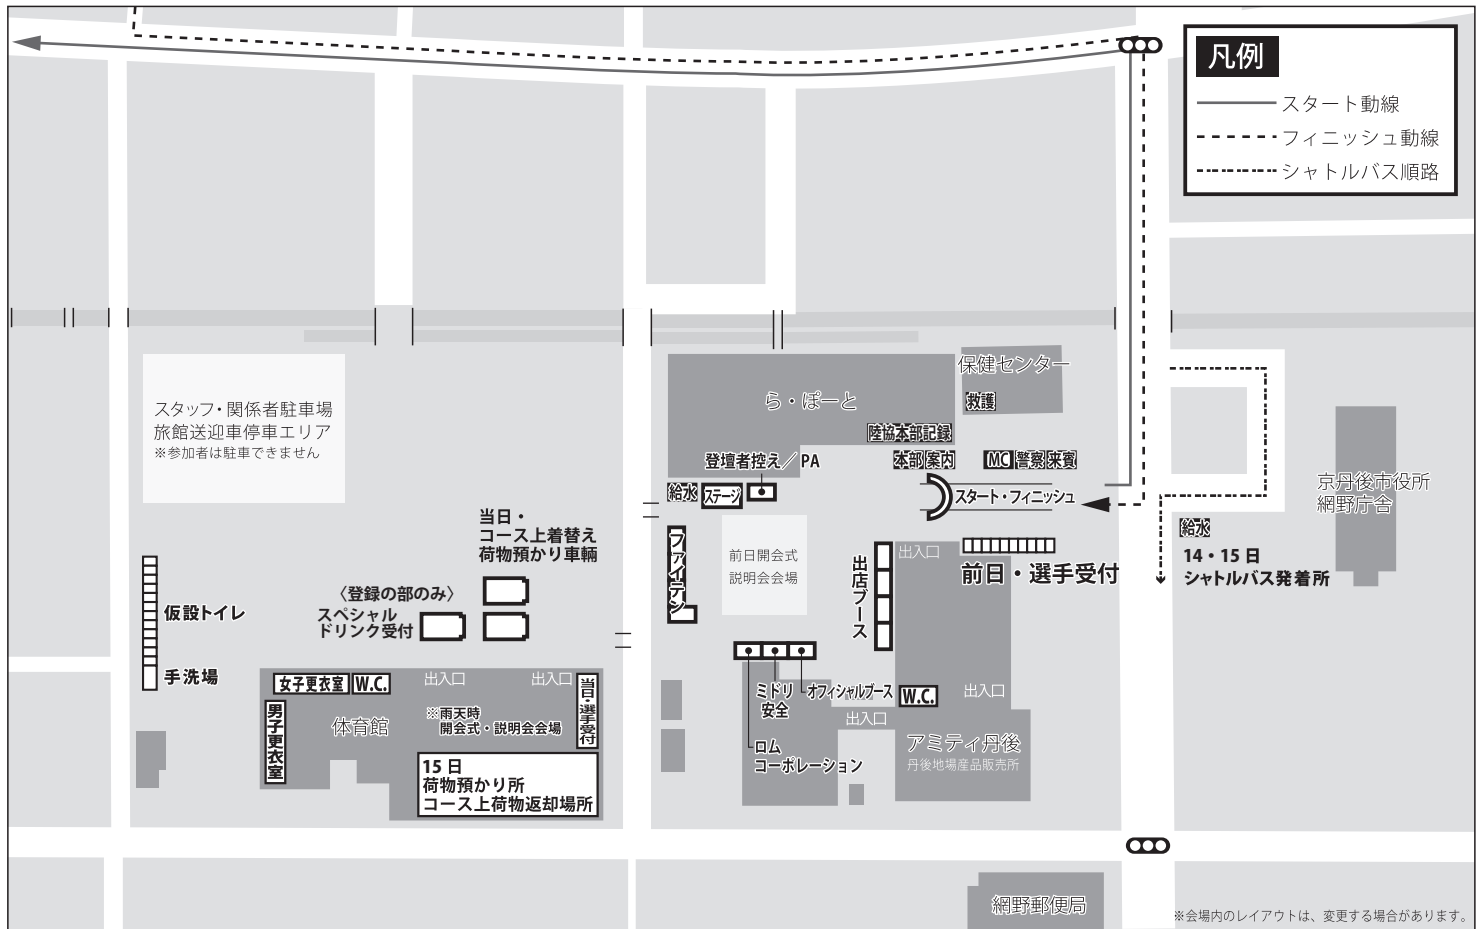 凡例
スタート動線
フィニッシュ動線
シャトルバス順路
スタッフ・関係者駐車場
旅館送迎車停車エリア
※参加者は駐車できません
ら・ぽーと
保健センター
救護
陸協本部記録
登壇者控え／PA
本部
案内
MC
警察
来賓
給水
ステージ
スタート・フィニッシュ
京丹後市役所
網野庁舎
給水
14・15 日
シャトルバス発着所
当日・
コース上着替え
荷物預かり車輌
〈登録の部のみ〉
スペシャル
ドリンク受付
ファイテン
前日開会式
説明会会場
出店ブース
出入口
前日・選手受付
仮設トイレ
手洗場
女子更衣室
W.C.
出入口
出入口
当日・選手受付
男子更衣室
体育館
※雨天時
開会式・説明会会場
15 日
荷物預かり所
コース上荷物返却場所
ミドリ
安全
オフィシャルブース
W.C.
出入口
出入口
ロム
コーポレーション
アミティ丹後
丹後地場産品販売所
網野郵便局
※会場内のレイアウトは、変更する場合があります。